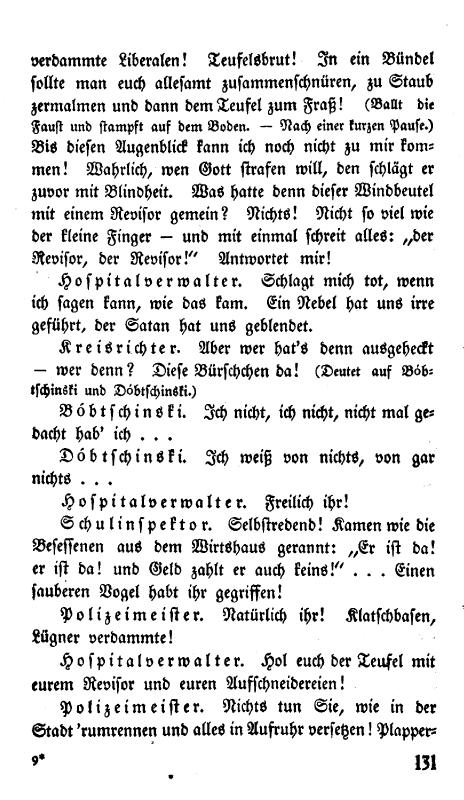 verdammte Liberalen! Teufelsbrut! In ein Bündel
sollte man euch allesamt zusammenschnüren, zu Staub
zermalmen und dann dem Teufel zum Fraß! (Ballt die
Faust und stampft auf dem Boden. — Nach einer kurzen Pause.)
Bis diesen Augenblick kann ich noch nicht zu mir kom-
men! Wahrlich, wen Gott strafen will, den schlägt er
zuvor mit Blindheit. Was hatte denn dieser Windbeutel
mit einem Revisor gemein? Nichts! Nicht so viel wie
der kleine Finger — und mit einmal schreit alles: „der
Revisor, der Revisor!“ Antwortet mir!
Hospitalverwalter. Schlagt mich tot, wenn
ich sagen kann, wie das kam. Ein Nebel hat uns irre
geführt, der Satan hat uns geblendet.
Kreisrichter. Aber wer hat's denn ausgeheckt
— wer denn? Diese Bürschchen da! (Deutet auf Bób-
tschinski und Dóbtschinski.)
Bóbtschinski. Ich nicht, ich nicht, nicht mal ge-
dacht hab' ich . . .
Dóbtschinski. Ich weiß von nichts, von gar
nichts . . .
Hospitalverwalter. Freilich ihr!
Schulinspektor. Selbstredend! Kamen wie die
Besessenen aus dem Wirtshaus gerannt: „Er ist da!
er ist da! und Geld zahlt er auch keins!“ . . . Einen
sauberen Vogel habt ihr gegriffen!
Polizeimeister. Natürlich ihr! Klatschbasen,
Lügner verdammte!
Hospitalverwalter. Hol euch der Teufel mit
eurem Revisor und euren Aufschneidereien!
Polizeimeister. Nichts tun Sie, wie in der
Stadt 'rumrennen und alles in Aufruhr versetzen! Plapper-
9* 131